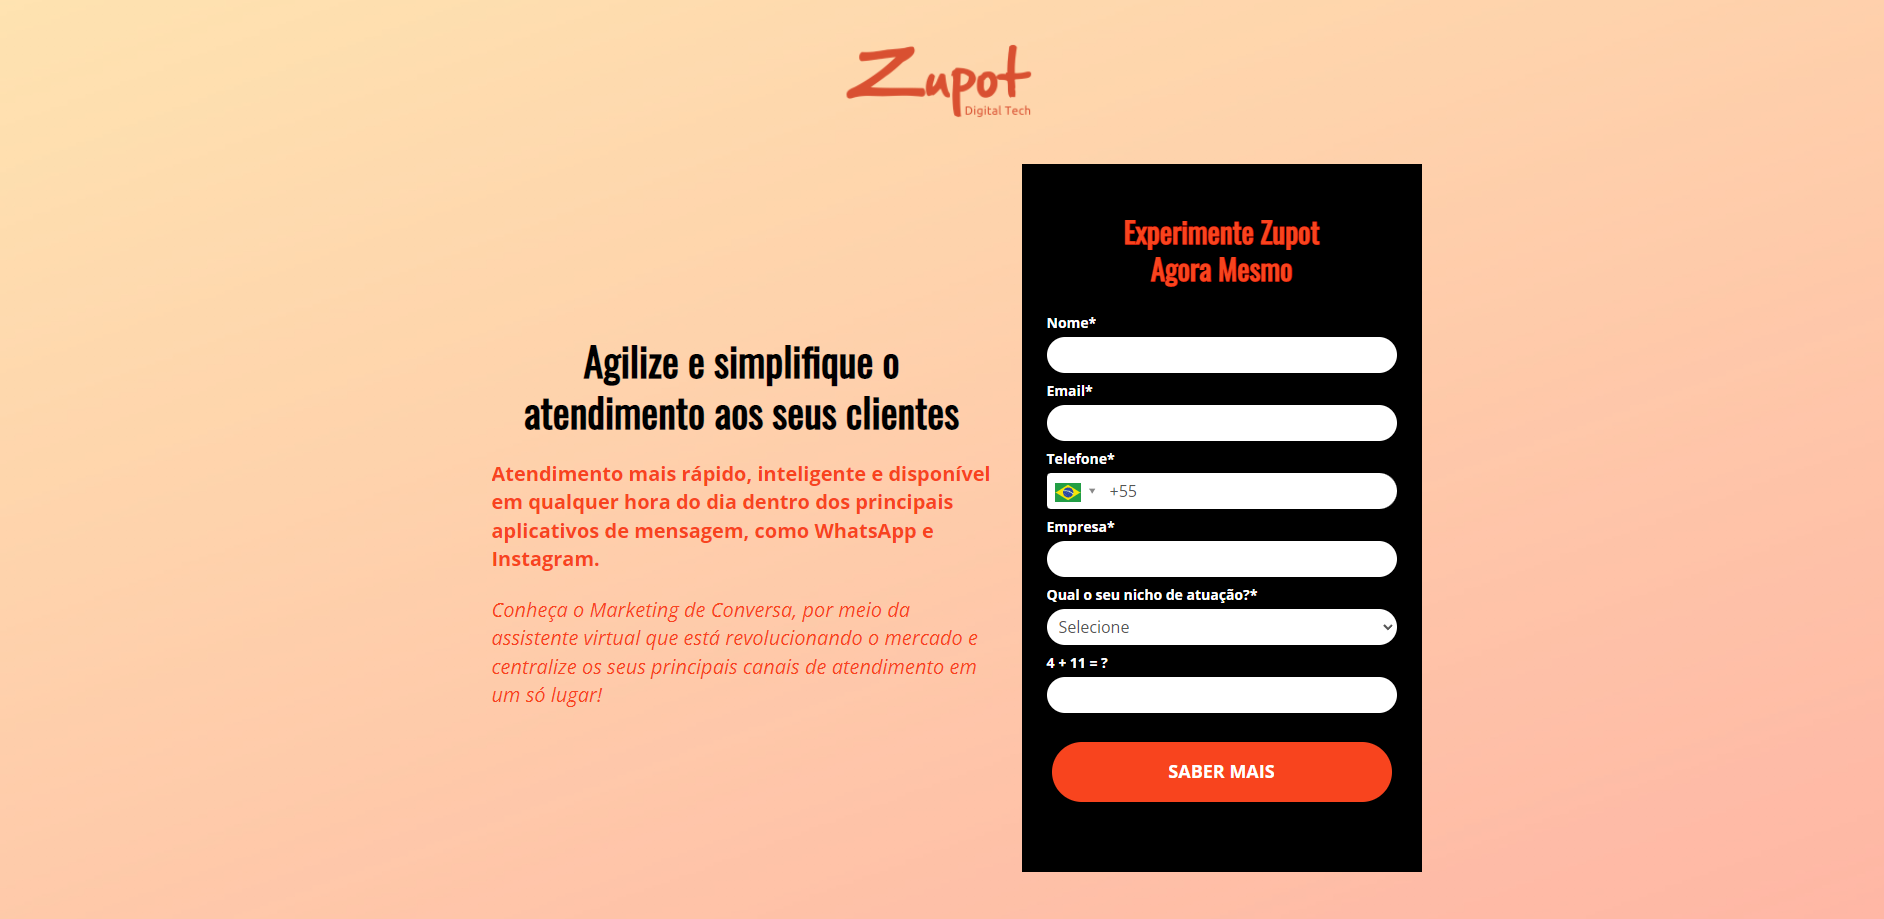 Zupot
Digital Tech
Agilize e simplifique o
atendimento aos seus clientes
Atendimento mais rápido, inteligente e disponível
em qualquer hora do dia dentro dos principais
aplicativos de mensagem, como WhatsApp e
Instagram.
Conheça o Marketing de Conversa, por meio da
assistente virtual que está revolucionando o mercado e
centralize os seus principais canais de atendimento em
um só lugar!
Experimente Zupot
Agora Mesmo
Nome*
Email*
Telefone*
+55
Empresa*
Qual o seu nicho de atuação?*
Selecione
4 + 11 = ?
SABER MAIS